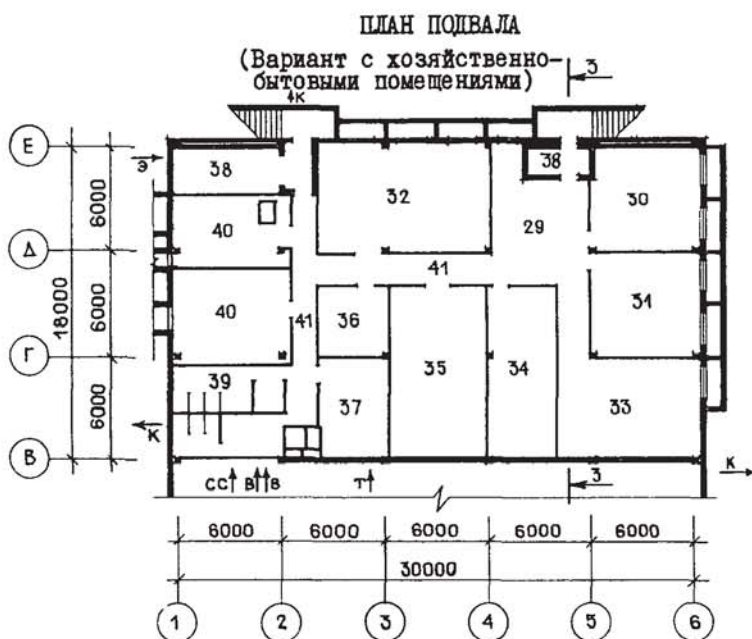 ПЛАН ПОДВАЛА
(Вариант с хозяйственно-
бытовыми помещениями)
3
4К
Е
Э
38
32
38
30
6000
40
29
Д
41
18000
6000
40
41
36
35
34
31
Г
39
37
33
6000
К
В
СС В В
Т
3
К
6000 6000 6000 6000 6000
30000
1 2 3 4 5 6